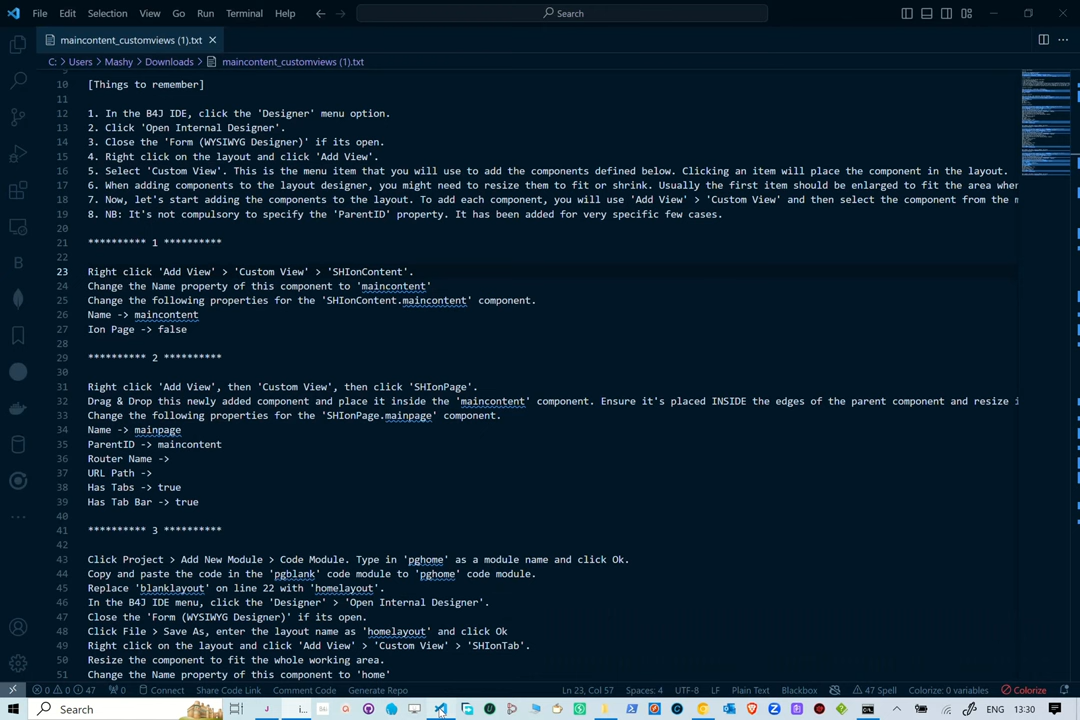 File Edit Selection View Go Run Terminal Help Search
maincontent_customviews (1).txt
C: > Users > Mashy > Downloads > maincontent_customviews (1).txt
10 [Things to remember]
11
12 1. In the B4J IDE, click the 'Designer' menu option.
13 2. Click 'Open Internal Designer'.
14 3. Close the 'Form (WYSIWYG Designer)' if its open.
15 4. Right click on the layout and click 'Add View'.
16 5. Select 'Custom View'. This is the menu item that you will use to add the components defined below. Clicking an item will place the component in the layout.
17 6. When adding components to the layout designer, you might need to resize them to fit or shrink. Usually the first item should be enlarged to fit the area wher
18 7. Now, let's start adding the components to the layout. To add each component, you will use 'Add View' > 'Custom View' and then select the component from the m
19 8. NB: It's not compulsory to specify the 'ParentID' property. It has been added for very specific few cases.
20
21 ********** 1 **********
22
23 Right click 'Add View' > 'Custom View' > 'SHIonContent'.
24 Change the Name property of this component to 'maincontent'
25 Change the following properties for the 'SHIonContent.maincontent' component.
26 Name -> maincontent
27 Ion Page -> false
28
29 ********** 2 **********
30
31 Right click 'Add View', then 'Custom View', then click 'SHIonPage'.
32 Drag & Drop this newly added component and place it inside the 'maincontent' component. Ensure it's placed INSIDE the edges of the parent component and resize i
33 Change the following properties for the 'SHIonPage.mainpage' component.
34 Name -> mainpage
35 ParentID -> maincontent
36 Router Name ->
37 URL Path ->
38 Has Tabs -> true
39 Has Tab Bar -> true
40
41 ********** 3 **********
42
43 Click Project > Add New Module > Code Module. Type in 'pghome' as a module name and click Ok.
44 Copy and paste the code in the 'pgblank' code module to 'pghome' code module.
45 Replace 'blanklayout' on line 22 with 'homelayout'.
46 In the B4J IDE menu, click the 'Designer' > 'Open Internal Designer'.
47 Close the 'Form (WYSIWYG Designer)' if its open.
48 Click File > Save As, enter the layout name as 'homelayout' and click Ok
49 Right click on the layout and click 'Add View' > 'Custom View' > 'SHIonTab'.
50 Resize the component to fit the whole working area.
51 Change the Name property of this component to 'home'
0 0 47 0 Connect Share Code Link Comment Code Generate Repo Ln 23, Col 57 Spaces: 4 UTF-8 LF Plain Text Blackbox 47 Spell Colorize: 0 variables Colorize
Search ENG 13:30